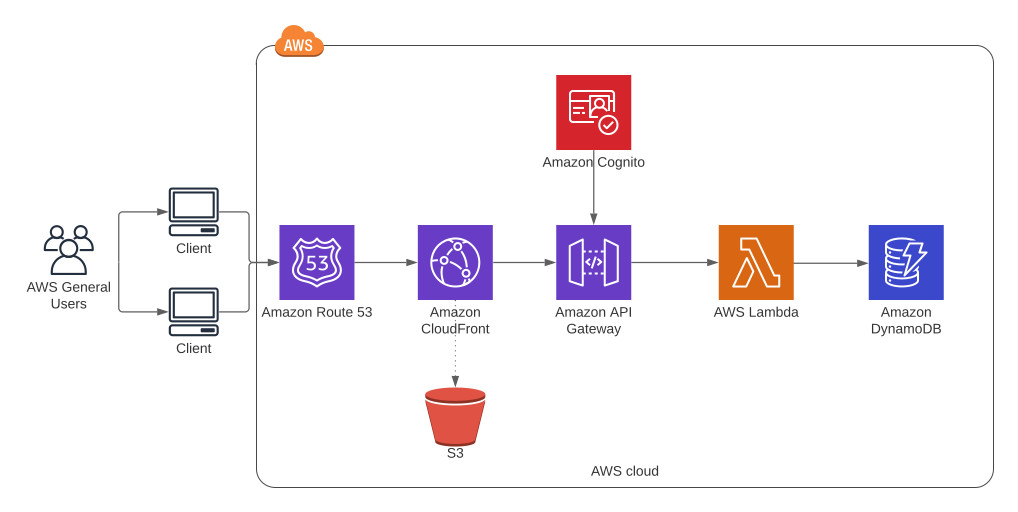 AWS
Amazon Cognito
Client
AWS General
Users
Client
53
Amazon Route 53
Amazon
CloudFront
</>
Amazon API
Gateway
AWS Lambda
Amazon
DynamoDB
S3
AWS cloud